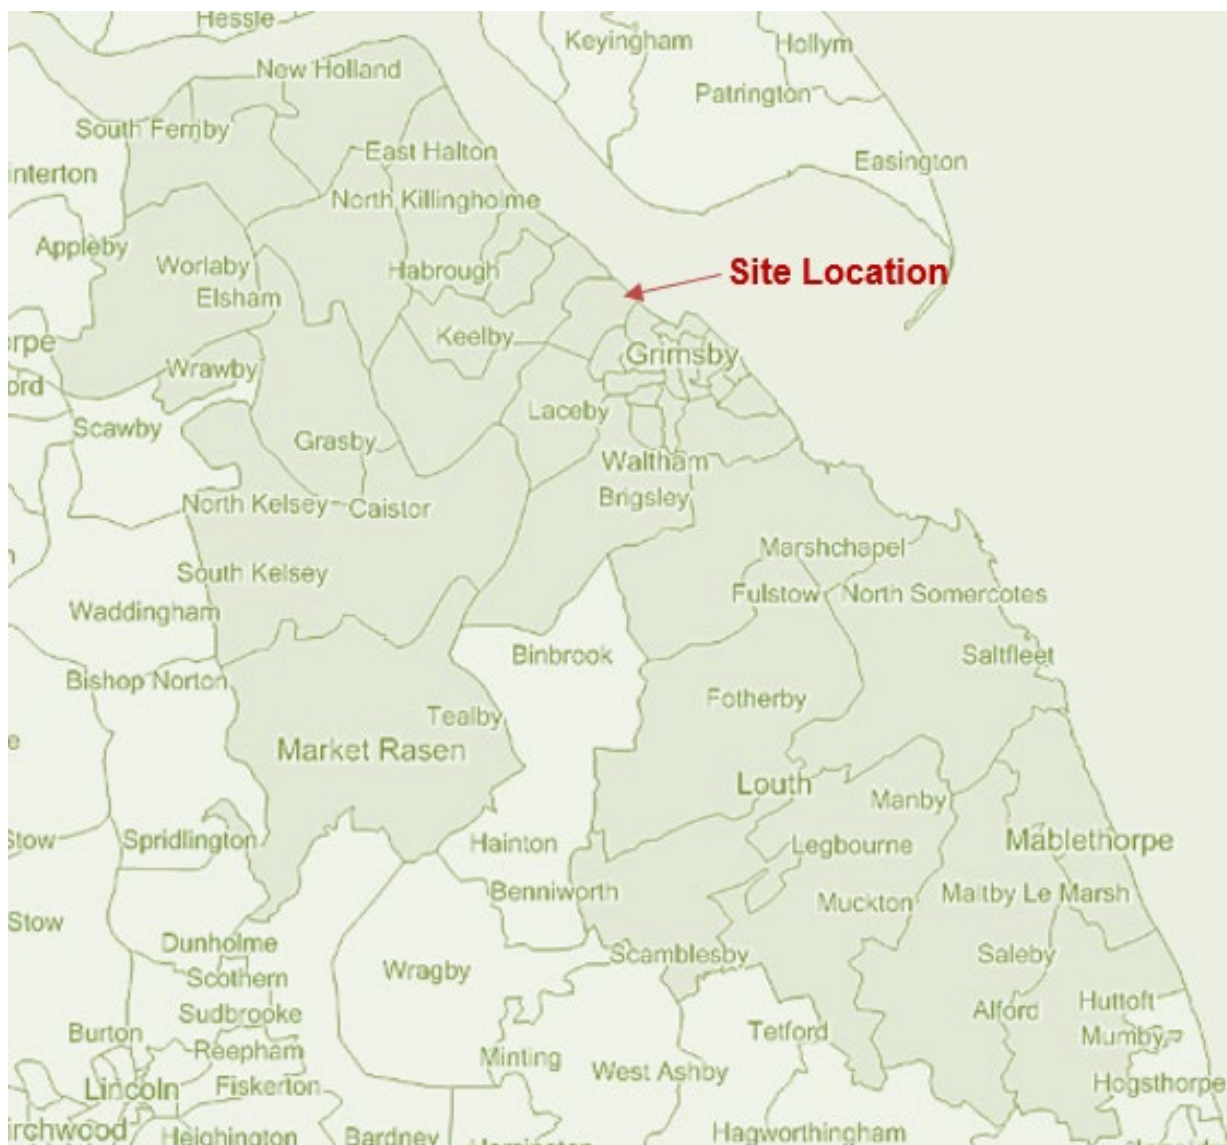 Hessle
Keyingham
Hollym
New Holland
Patrington
South Ferriby
East Halton
Easington
interton
North Killingholme
Appleby
Worlaby
Habrough
Site Location
Elsham
Keelby
rpe
Grimsby
Wrawby
ord
Laceby
Scawby
Grasby
Waltham
Brigsley
North Kelsey
Caistor
Marshchapel
South Kelsey
Fulstow
North Somercotes
Waddingham
Binbrook
Saltfleet
Bishop Norton
Fotherby
Tealby
Market Rasen
Louth
Manby
Stow
Spridlington
Hainton
Legbourne
Mablethorpe
Benniworth
Muckton
Maltby Le Marsh
Stow
Dunholme
Scamblesby
Saleby
Wragby
Scothern
Sudbrooke
Alford
Huttoft
Burton
Tetford
Mumby
Reepham
Minting
West Ashby
Lincoln
Fiskerton
Hogsthorpe
irchwood
Heighington
Bardney
Hagworthingham